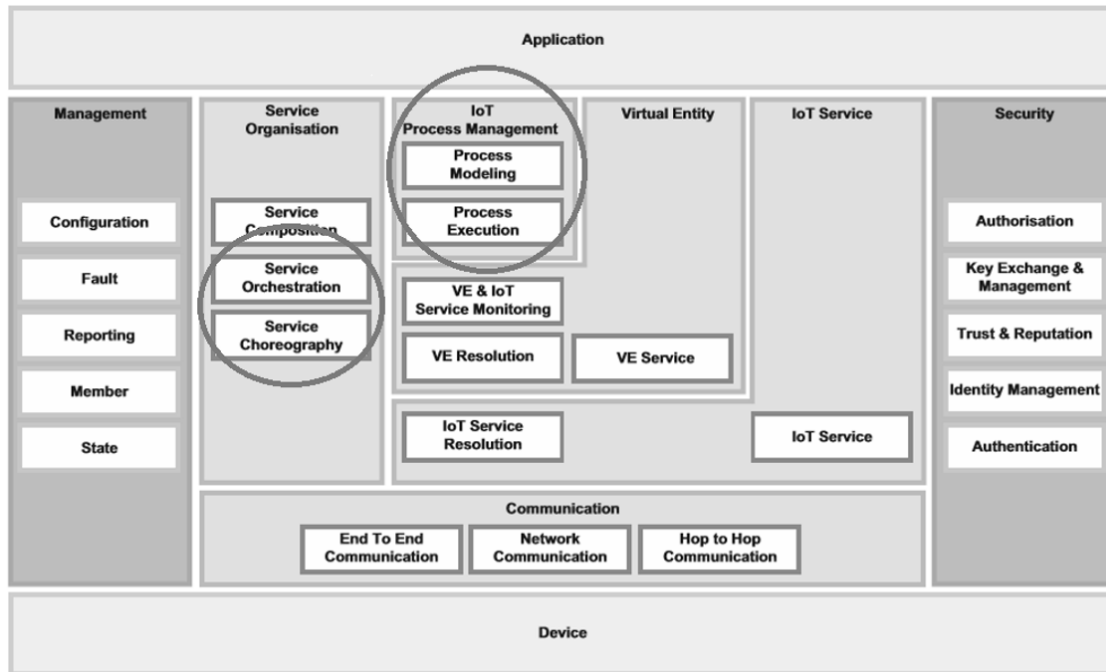 Application
Management
Configuration
Fault
Reporting
Member
State
Service
Organisation
Service
Composition
Service
Orchestration
Service
Choreography
IoT
Process Management
Process
Modeling
Process
Execution
Virtual Entity
VE & IoT
Service Monitoring
VE Resolution
VE Service
IoT Service
IoT Service
Resolution
IoT Service
Security
Authorisation
Key Exchange &
Management
Trust & Reputation
Identity Management
Authentication
Communication
End To End
Communication
Network
Communication
Hop to Hop
Communication
Device